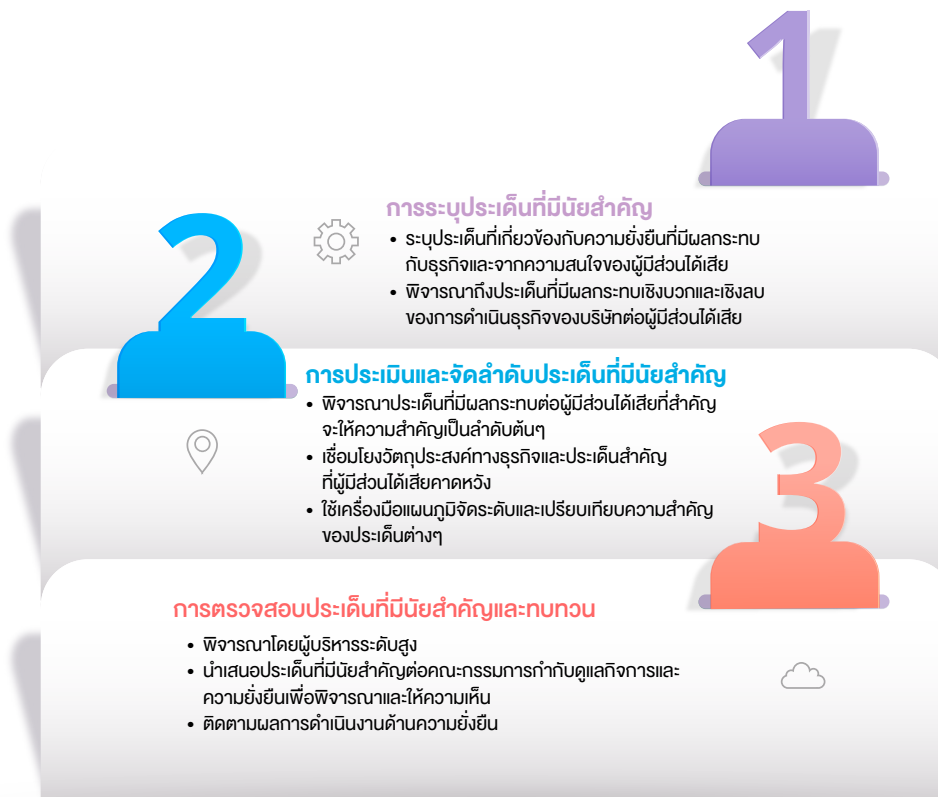 1
การระบุประเด็นที่มีนัยสำคัญ
• ระบุประเด็นที่เกี่ยวข้องกับความยั่งยืนที่มีผลกระทบ
กับธุรกิจและจากความสนใจของผู้มีส่วนได้เสีย
• พิจารณาถึงประเด็นที่มีผลกระทบเชิงบวกและเชิงลบ
ของการดำเนินธุรกิจของบริษัทต่อผู้มีส่วนได้เสีย
2
การประเมินและจัดลำดับประเด็นที่มีนัยสำคัญ
• พิจารณาประเด็นที่มีผลกระทบต่อผู้มีส่วนได้เสียที่สำคัญ
จะให้ความสำคัญเป็นลำดับต้นๆ
• เชื่อมโยงวัตถุประสงค์ทางธุรกิจและประเด็นสำคัญ
ที่ผู้มีส่วนได้เสียคาดหวัง
• ใช้เครื่องมือแผนภูมิจัดระดับและเปรียบเทียบความสำคัญ
ของประเด็นต่างๆ
3
การตรวจสอบประเด็นที่มีนัยสำคัญและทบทวน
• พิจารณาโดยผู้บริหารระดับสูง
• นำเสนอประเด็นที่มีนัยสำคัญต่อคณะกรรมการกำกับดูแลกิจการและ
ความยั่งยืนเพื่อพิจารณาและให้ความเห็น
• ติดตามผลการดำเนินงานด้านความยั่งยืน